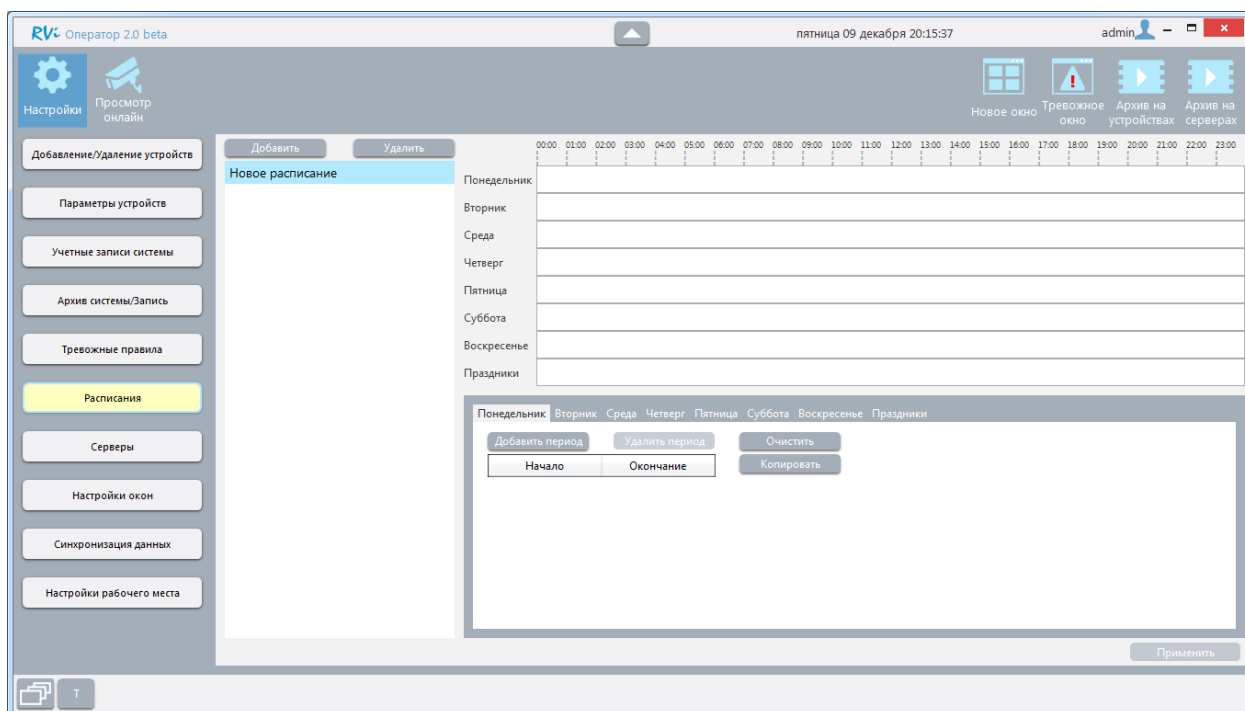 RVi Оператор 2.0 beta
пятница 09 декабря 20:15:37
admin
Настройки
Просмотр
онлайн
Новое окно
Тревожное
окно
Архив на
устройствах
Архив на
серверах
Добавление/Удаление устройств
Параметры устройств
Учетные записи системы
Архив системы/Запись
Тревожные правила
Расписания
Серверы
Настройки окон
Синхронизация данных
Настройки рабочего места
Добавить Удалить
Новое расписание
00:00 01:00 02:00 03:00 04:00 05:00 06:00 07:00 08:00 09:00 10:00 11:00 12:00 13:00 14:00 15:00 16:00 17:00 18:00 19:00 20:00 21:00 22:00 23:00
Понедельник
Вторник
Среда
Четверг
Пятница
Суббота
Воскресенье
Праздники
Понедельник Вторник Среда Четверг Пятница Суббота Воскресенье Праздники
Добавить период Удалить период Очистить
Начало Окончание Копировать
Применить
T